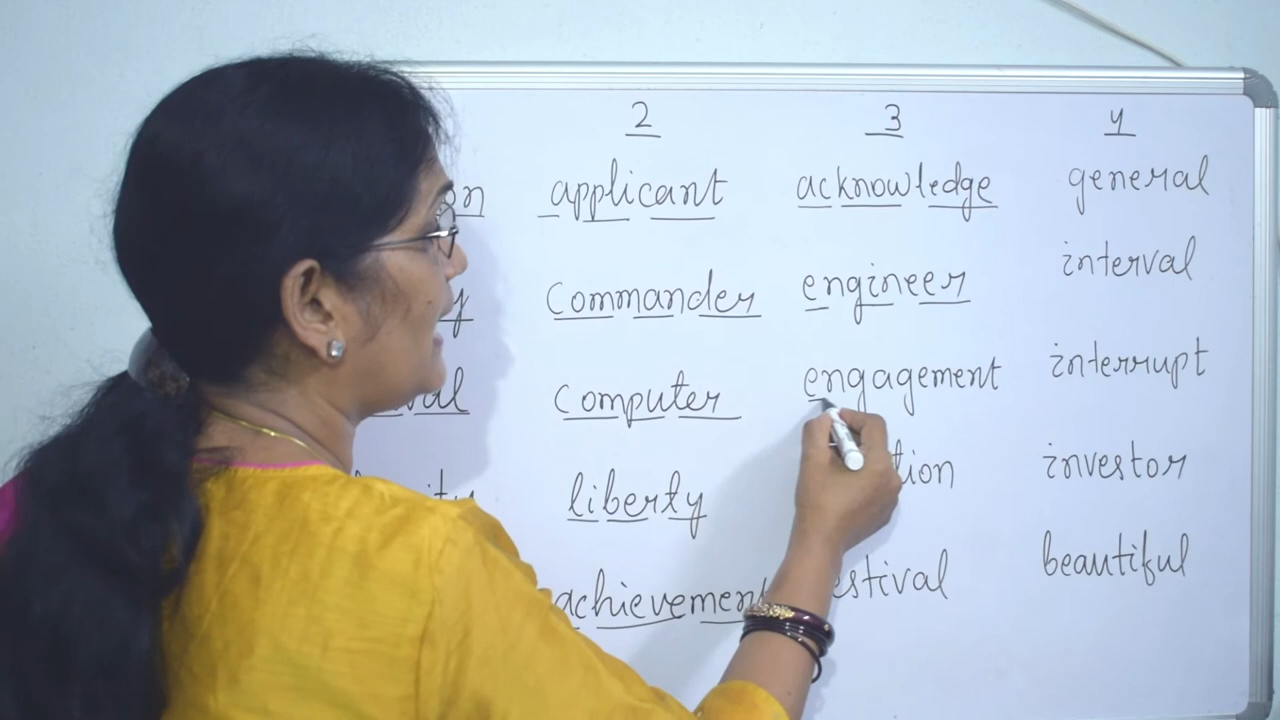 2 3 4
applicant acknowledge general
commander engineer interval
computer engagement interrupt
liberty investor
achievement beautiful